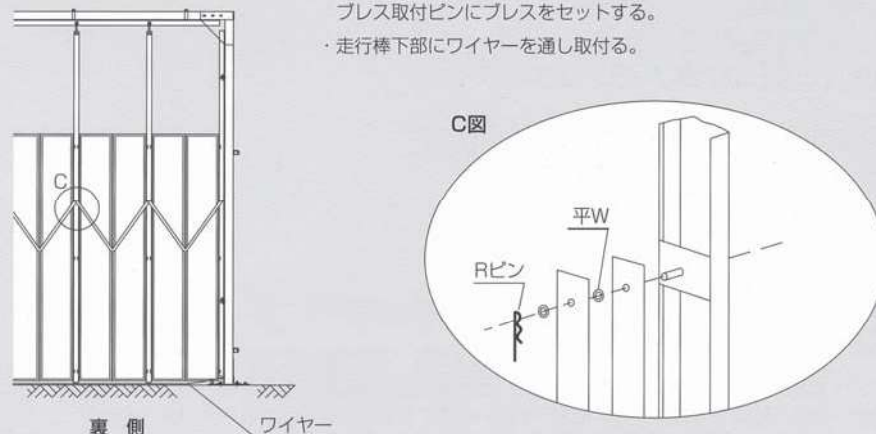 ブレス取付ピンにブレスをセットする。
・走行棒下部にワイヤーを通し取付る。
C図
C
平W
Rピン
裏 側
ワイヤー